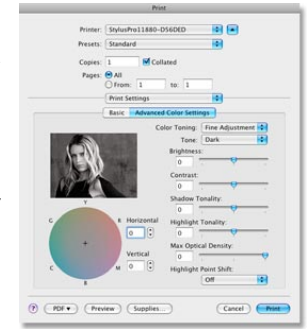 Print
Printer: StylusPro11880-D56DED
Presets: Standard
Copies: 1 Collated
Pages: All
From: 1 to: 1
Print Settings
Basic Advanced Color Settings
Color Toning: Fine Adjustment
Tone: Dark
Brightness:
0
Contrast:
0
Shadow Tonality:
0
Highlight Tonality:
0
Max Optical Density:
0
Highlight Point Shift:
Off
Y
G R
C M
B
Horizontal
0
Vertical
0
? PDF Preview Supplies... Cancel Print